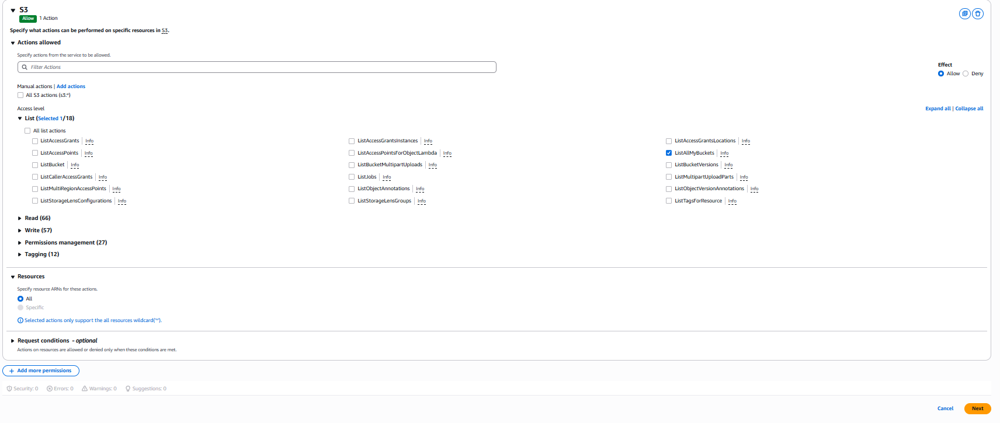 S3
Allow 1 Action
Specify what actions can be performed on specific resources in S3.
Actions allowed
Specify actions from the service to be allowed.
Filter Actions
Effect
Allow Deny
Manual actions | Add actions
All S3 actions (s3:*)
Access level
Expand all | Collapse all
List (Selected 1/18)
All list actions
ListAccessGrants Info ListAccessGrantsInstances Info ListAccessGrantsLocations Info
ListAccessPoints Info ListAccessPointsForObjectLambda Info ListAllMyBuckets Info
ListBucket Info ListBucketMultipartUploads Info ListBucketVersions Info
ListCallerAccessGrants Info ListJobs Info ListMultipartUploadParts Info
ListMultiRegionAccessPoints Info ListObjectAnnotations Info ListObjectVersionAnnotations Info
ListStorageLensConfigurations Info ListStorageLensGroups Info ListTagsForResource Info
Read (66)
Write (57)
Permissions management (27)
Tagging (12)
Resources
Specify resource ARNs for these actions.
All
Specific
Selected actions only support the all resources wildcard('*').
Request conditions - optional
Actions on resources are allowed or denied only when these conditions are met.
+ Add more permissions
Security: 0 Errors: 0 Warnings: 0 Suggestions: 0
Cancel Next